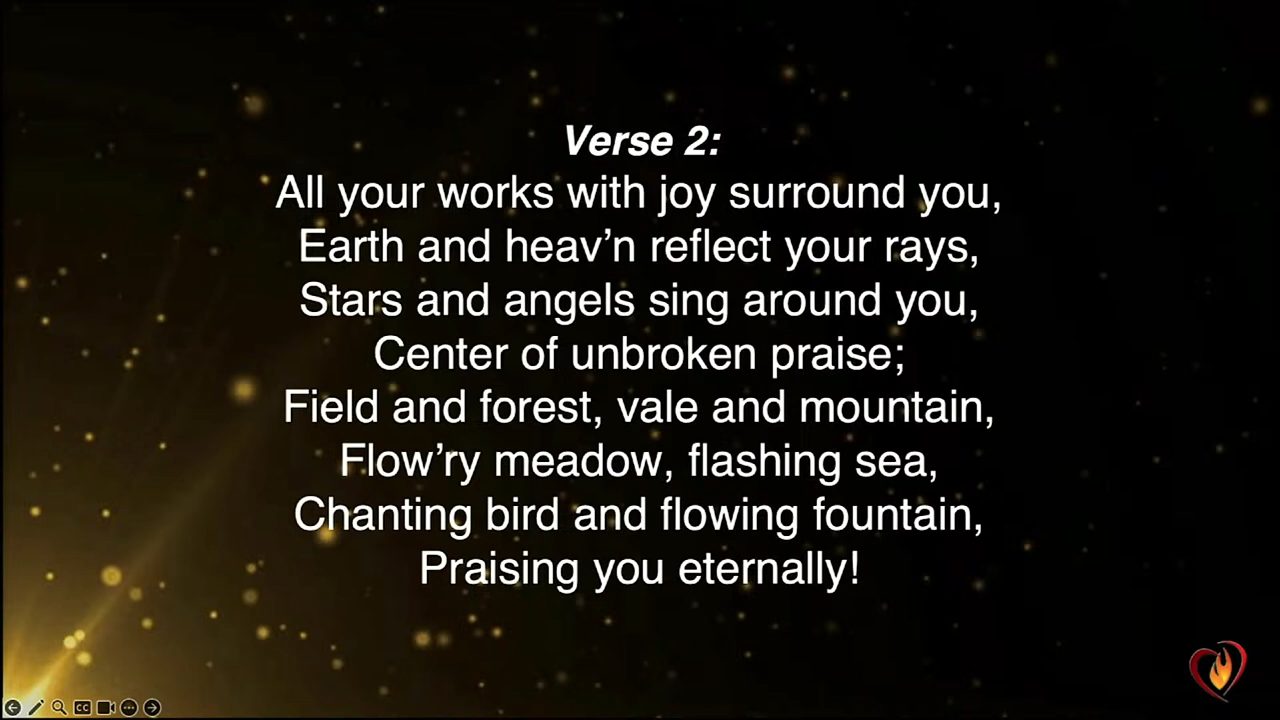 Verse 2:
All your works with joy surround you,
Earth and heav’n reflect your rays,
Stars and angels sing around you,
Center of unbroken praise;
Field and forest, vale and mountain,
Flow’ry meadow, flashing sea,
Chanting bird and flowing fountain,
Praising you eternally!
CC